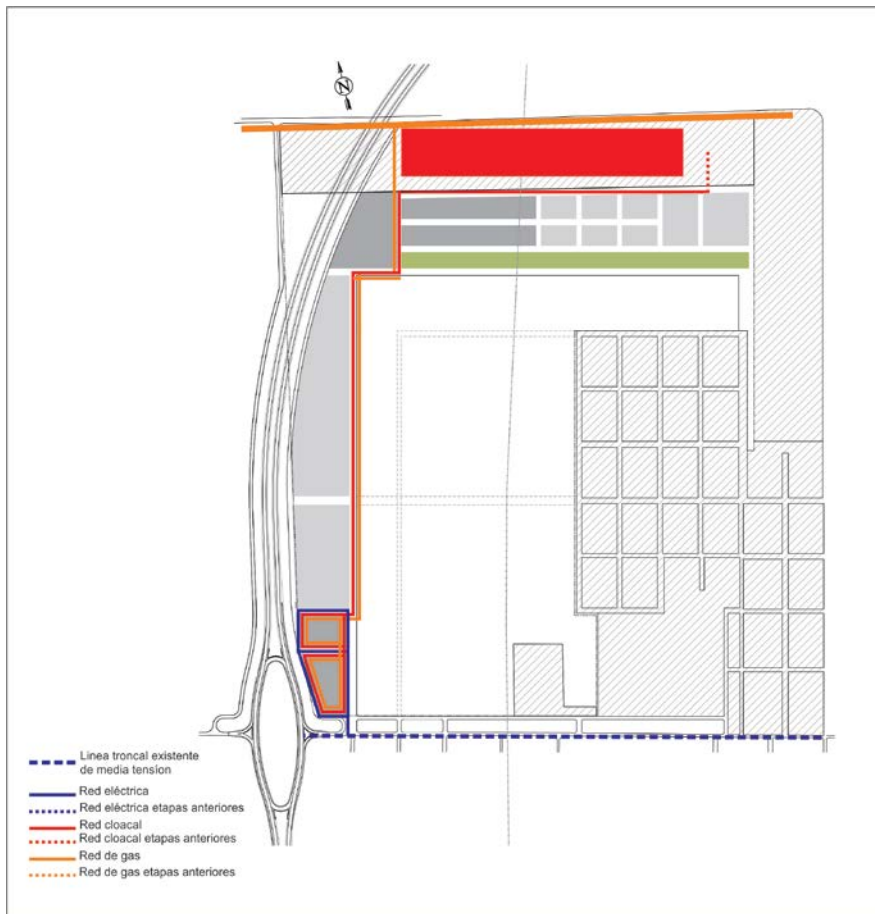 N
Linea troncal existente
de media tension
Red eléctrica
Red eléctrica etapas anteriores
Red cloacal
Red cloacal etapas anteriores
Red de gas
Red de gas etapas anteriores